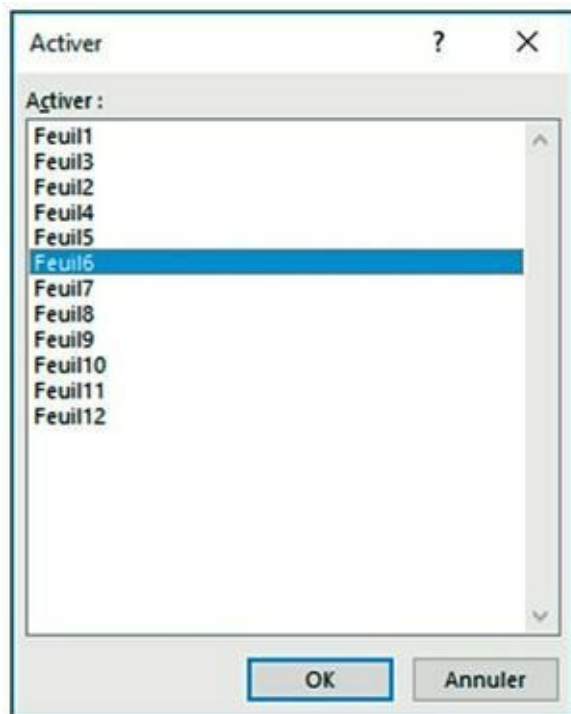 Activer ? ×
Activer :
Feuil1
Feuil3
Feuil2
Feuil4
Feuil5
Feuil6
Feuil7
Feuil8
Feuil9
Feuil10
Feuil11
Feuil12
OK Annuler